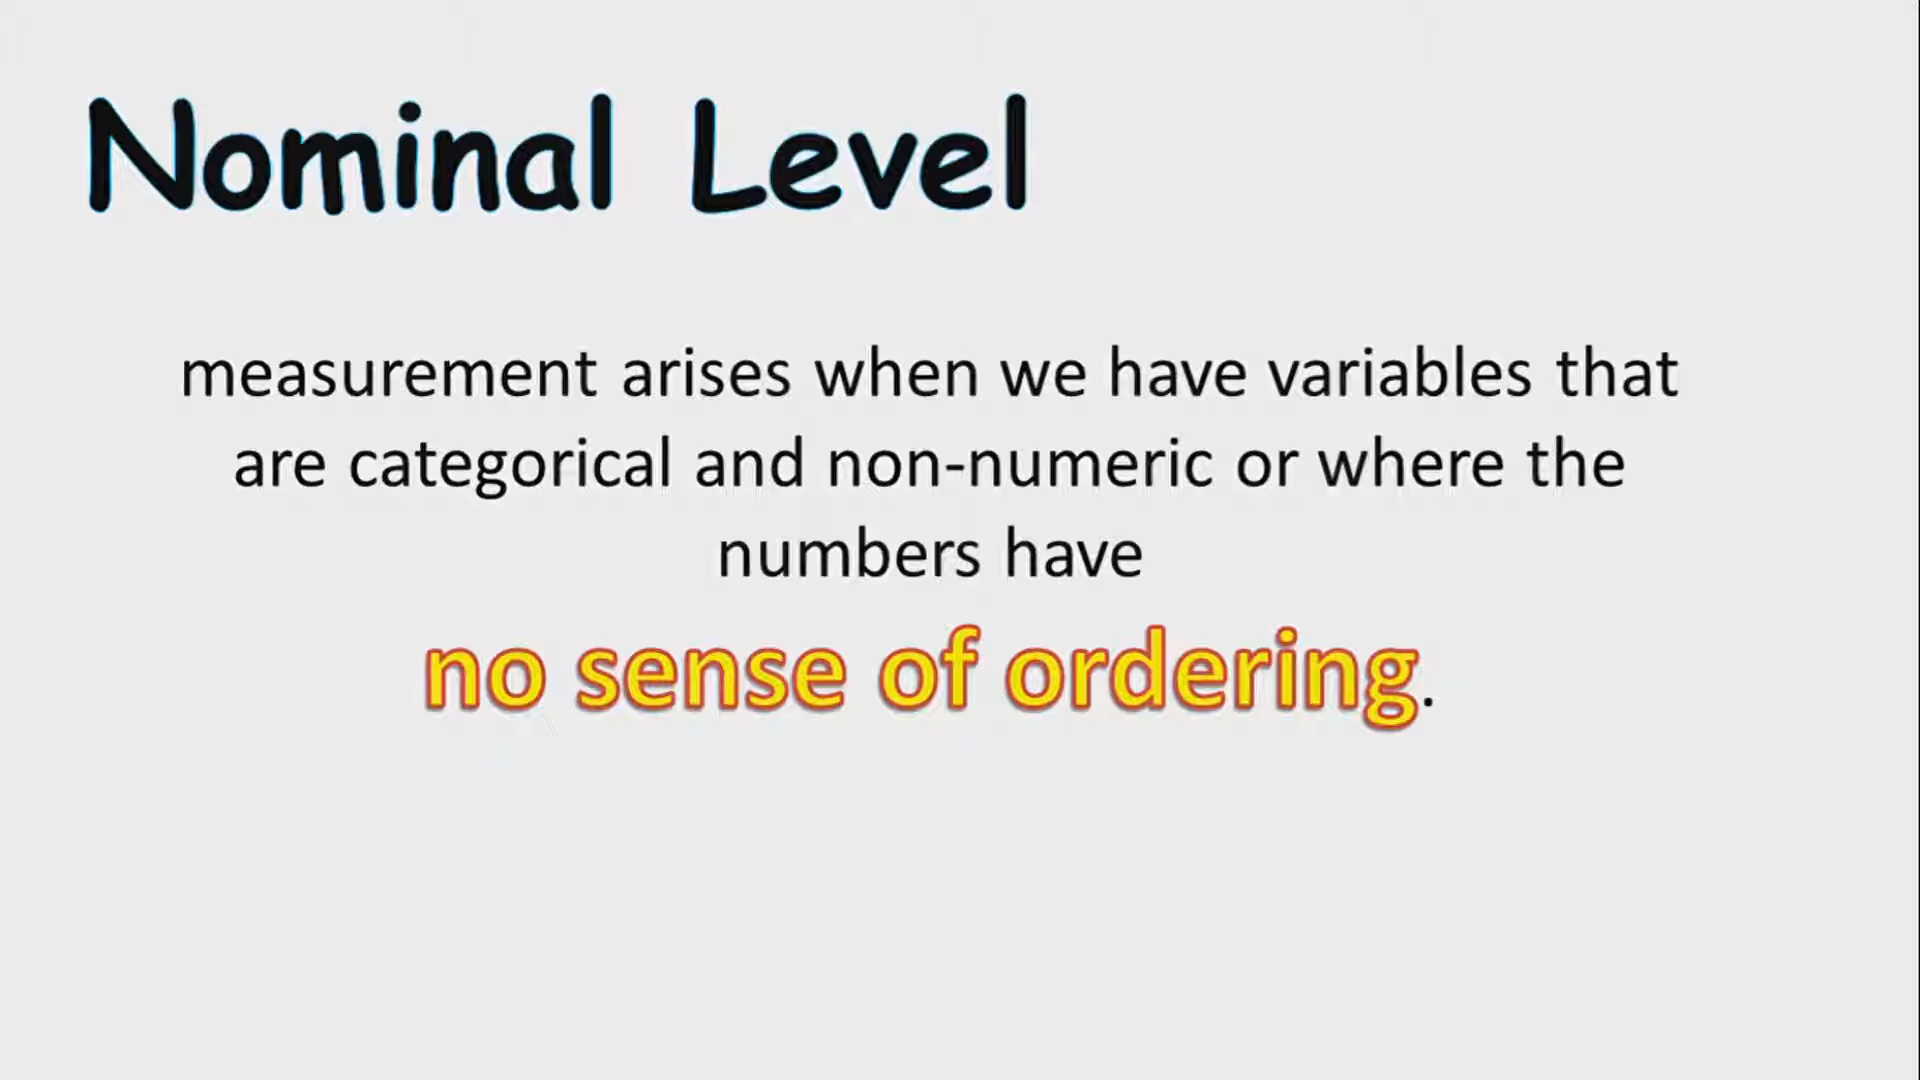 Nominal Level
measurement arises when we have variables that
are categorical and non-numeric or where the
numbers have
no sense of ordering.